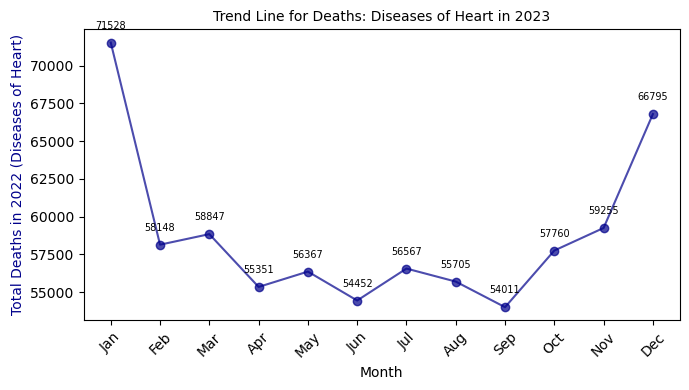 Trend Line for Deaths: Diseases of Heart in 2023
Total Deaths in 2022 (Diseases of Heart)
70000
67500
65000
62500
60000
57500
55000
71528
58148
58847
55351
56367
54452
56567
55705
54011
57760
59255
66795
Jan
Feb
Mar
Apr
May
Jun
Jul
Aug
Sep
Oct
Nov
Dec
Month